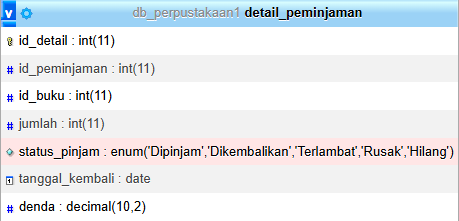 v db_perpustakaan1 detail_peminjaman
id_detail : int(11)
# id_peminjaman : int(11)
# id_buku : int(11)
# jumlah : int(11)
status_pinjam : enum('Dipinjam','Dikembalikan','Terlambat','Rusak','Hilang')
tanggal_kembali : date
# denda : decimal(10,2)